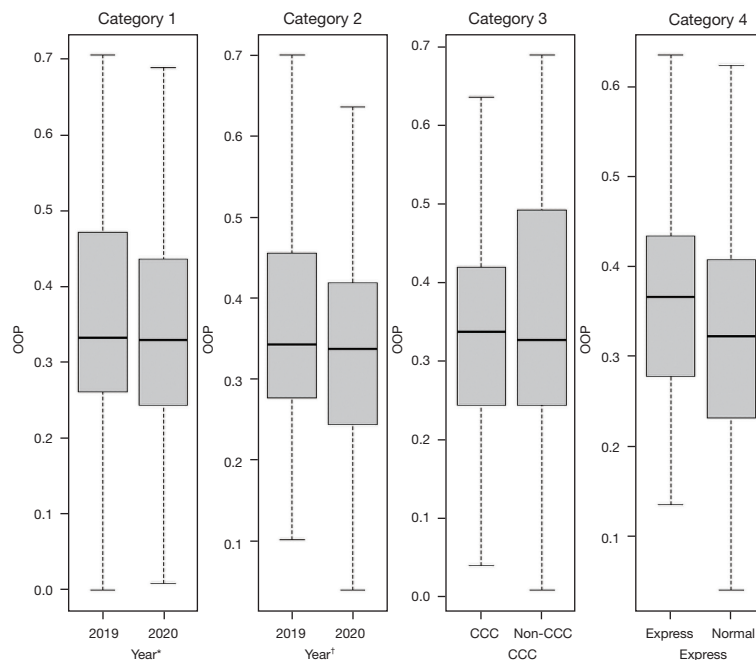 Category 1
Category 2
Category 3
Category 4
OOP
0.7
0.6
0.5
0.4
0.3
0.2
0.1
0.0
2019
2020
Year*
OOP
0.7
0.6
0.5
0.4
0.3
0.2
0.1
2019
2020
Year†
OOP
0.7
0.6
0.5
0.4
0.3
0.2
0.1
0.0
CCC
Non-CCC
CCC
OOP
0.6
0.5
0.4
0.3
0.2
0.1
Express
Normal
Express